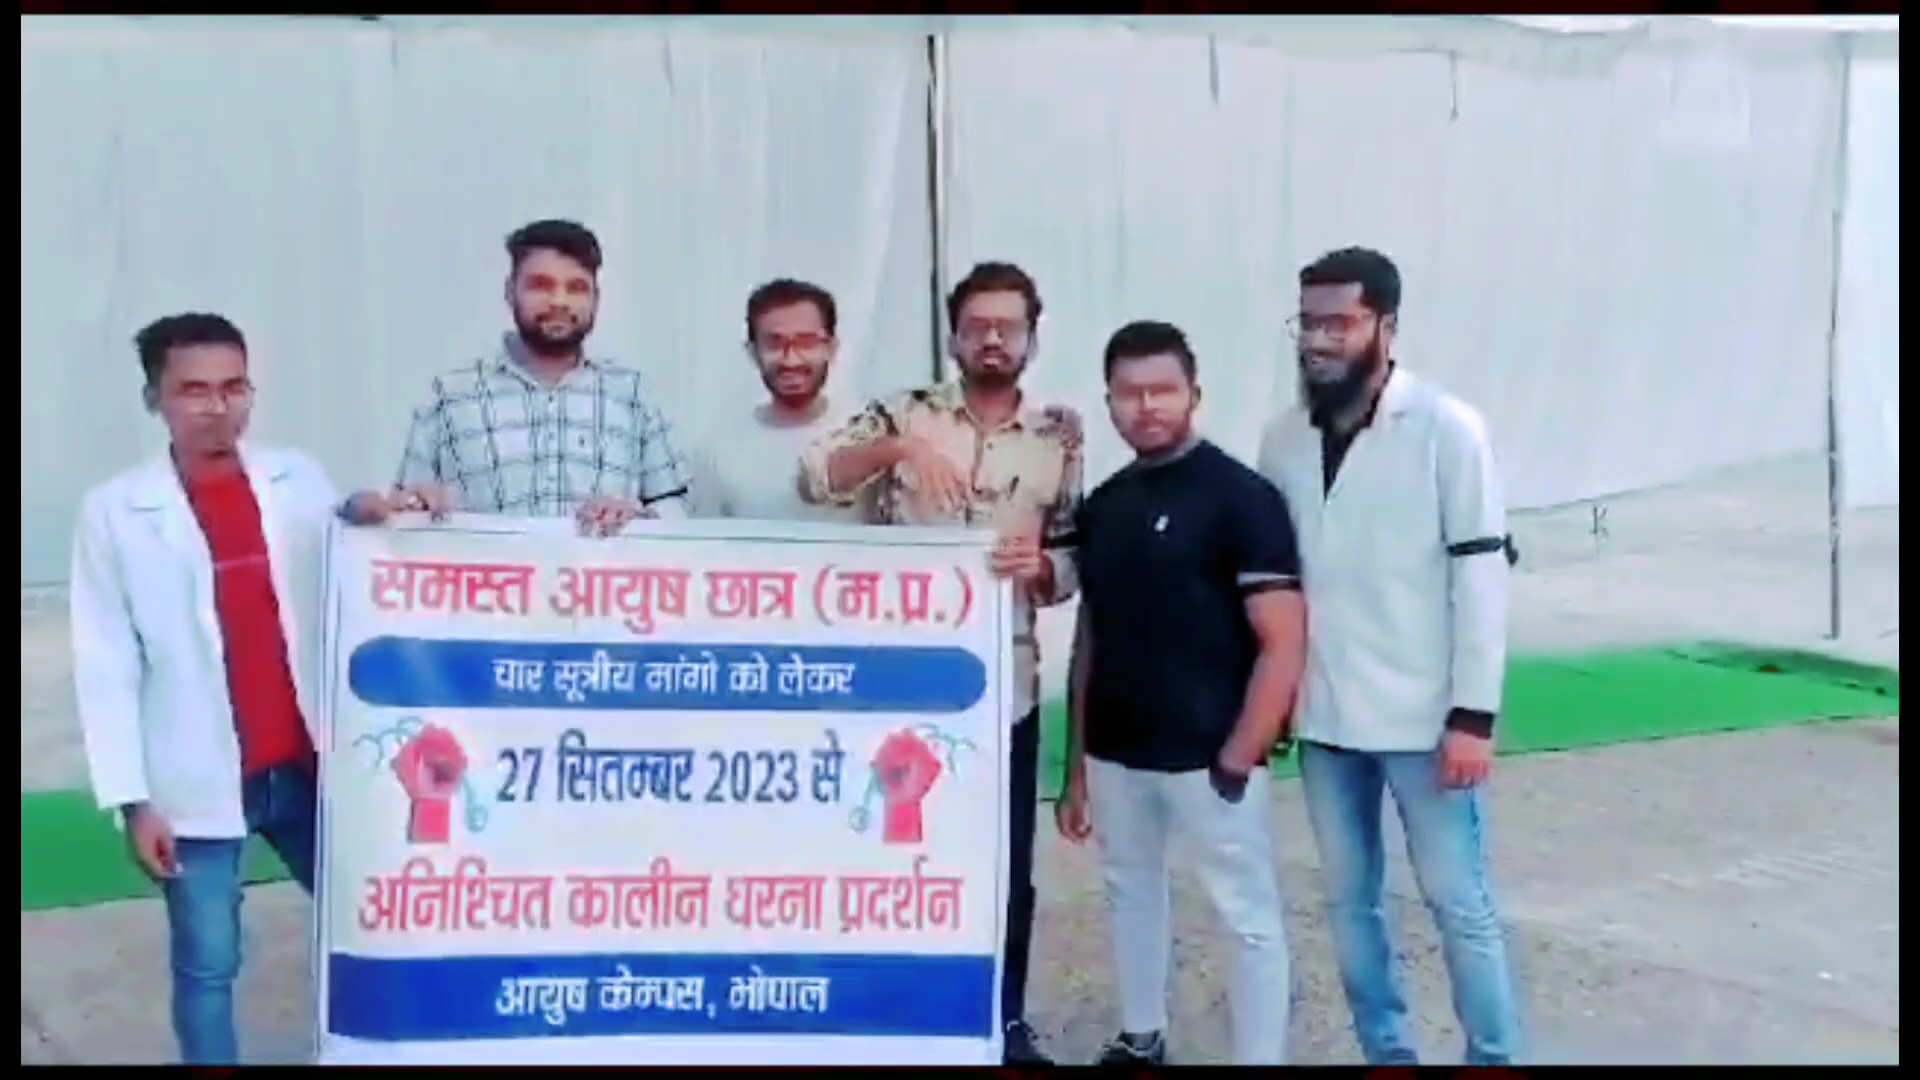 समस्त आयुष छात्र (म.प्र.)
चार सूत्रीय मांगो को लेकर
27 सितम्बर 2023 से
अनिश्चित कालीन धरना प्रदर्शन
आयुष केम्पस, भोपाल